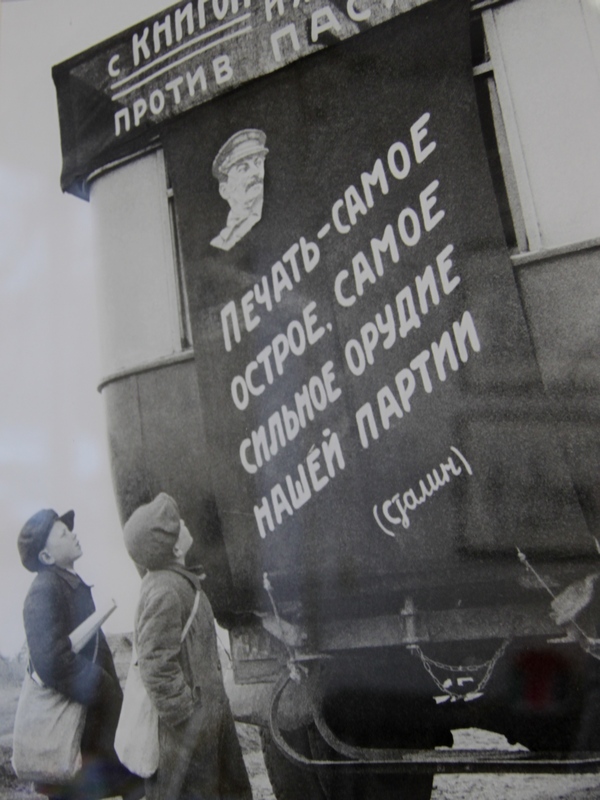 с КНИГОЙ
ПРОТИВ
ПЕЧАТЬ-САМОЕ
ОСТРОЕ, САМОЕ
СИЛЬНОЕ ОРУДИЕ
НАШЕЙ ПАРТИИ
(Сталин)